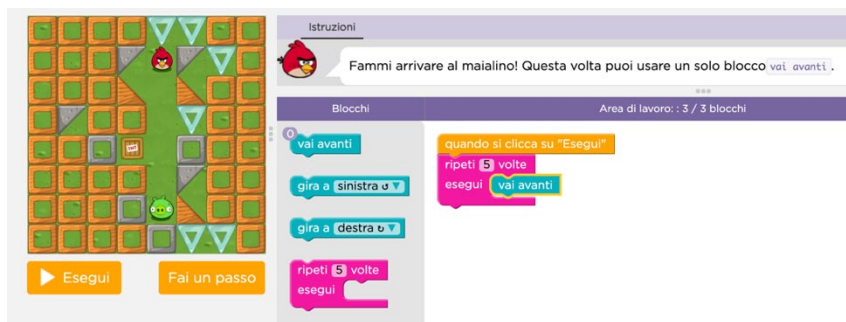 Istruzioni
Fammi arrivare al maialino! Questa volta puoi usare un solo blocco vai avanti .
Blocchi
Area di lavoro: : 3 / 3 blocchi
0
vai avanti
gira a sinistra ↺ ▼
gira a destra ↻ ▼
ripeti 5 volte
esegui
quando si clicca su "Esegui"
ripeti 5 volte
esegui vai avanti
TNT
Esegui
Fai un passo